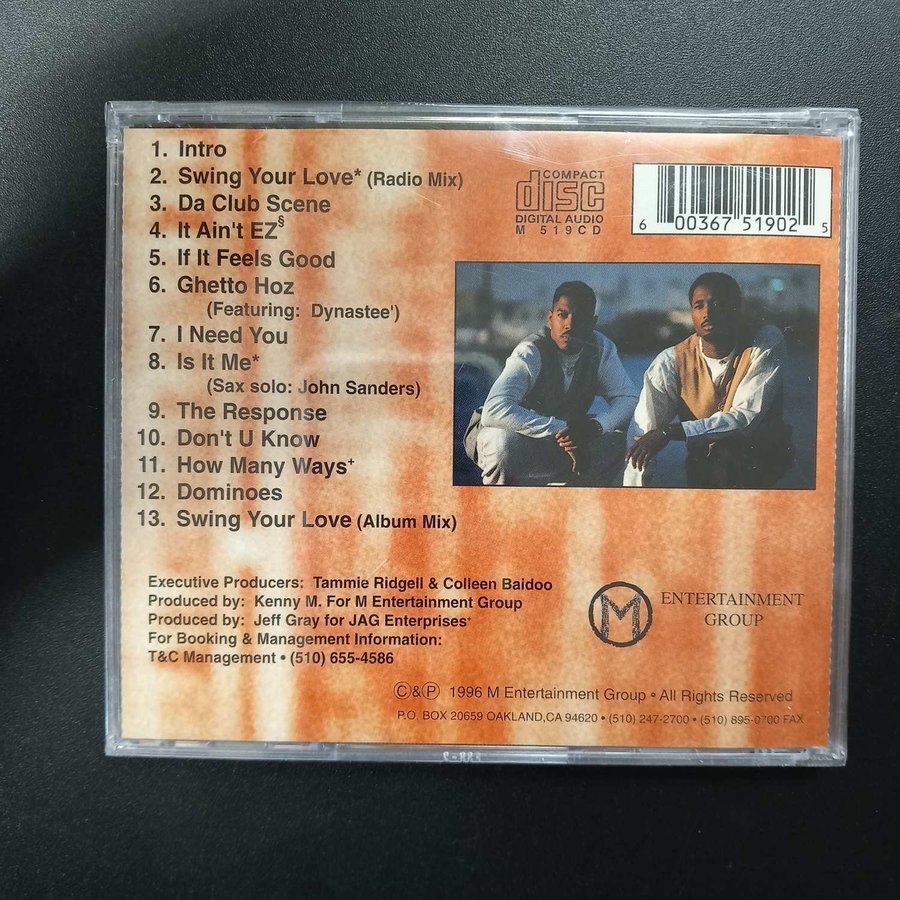 1. Intro
2. Swing Your Love* (Radio Mix)
3. Da Club Scene
4. It Ain't EZ§
5. If It Feels Good
6. Ghetto Hoz
(Featuring: Dynastee')
7. I Need You
8. Is It Me*
(Sax solo: John Sanders)
9. The Response
10. Don't U Know
11. How Many Ways+
12. Dominoes
13. Swing Your Love (Album Mix)
COMPACT
disc
DIGITAL AUDIO
M 519CD
6 00367 51902 5
Executive Producers: Tammie Ridgell & Colleen Baidoo
Produced by: Kenny M. For M Entertainment Group
Produced by: Jeff Gray for JAG Enterprises+
For Booking & Management Information:
T&C Management • (510) 655-4586
M ENTERTAINMENT
GROUP
©&℗ 1996 M Entertainment Group • All Rights Reserved
P.O. BOX 20659 OAKLAND,CA 94620 • (510) 247-2700 • (510) 895-0700 FAX